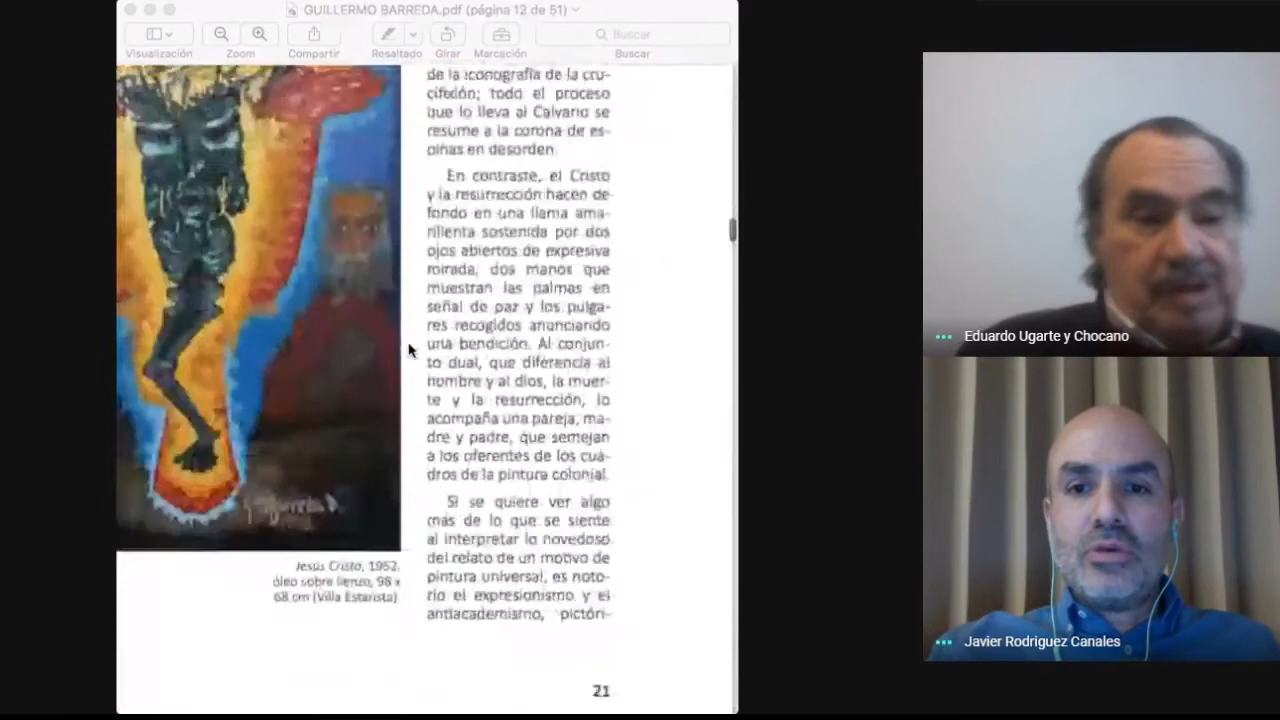 GUILLERMO BARREDA.pdf (página 12 de 51)
Buscar
Visualización
Zoom
Compartir
Resaltado
Girar
Marcación
Buscar
de la iconografía de la cru-
cifixión; todo el proceso
que lo lleva al Calvario se
resume a la corona de es-
pinas en desorden.
En contraste, el Cristo
y la resurrección hacen de
fondo en una llama ama-
rillenta sostenida por dos
ojos abiertos de expresiva
mirada, dos manos que
muestran las palmas en
señal de paz y los pulga-
res recogidos anunciando
una bendición. Al conjun-
to dual, que diferencia al
hombre y al dios, la muer-
te y la resurrección, lo
acompaña una pareja, ma-
dre y padre, que semejan
a los oferentes de los cua-
dros de la pintura colonial.
Si se quiere ver algo
más de lo que se siente
al interpretar lo novedoso
del relato de un motivo de
pintura universal, es noto-
rio el expresionismo y el
antiacademismo, pictóri-
Jesús Cristo, 1952.
óleo sobre lienzo, 98 x
68 cm (Villa Estarista)
21
Eduardo Ugarte y Chocano
Javier Rodriguez Canales